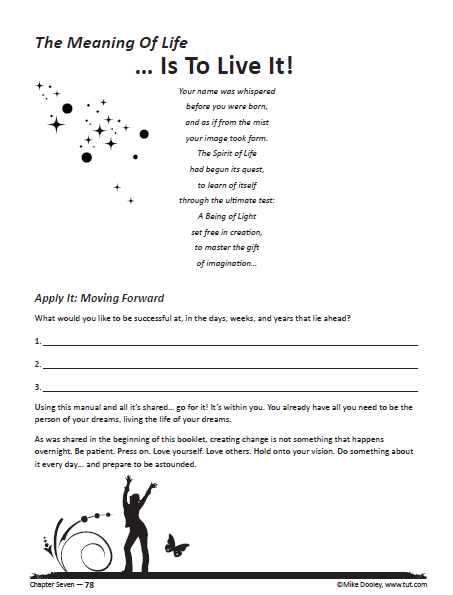 The Meaning Of Life
... Is To Live It!
Your name was whispered
before you were born,
and as if from the mist
your image took form.
The Spirit of Life
had begun its quest,
to learn of itself
through the ultimate test:
A Being of Light
set free in creation,
to master the gift
of imagination...
Apply It: Moving Forward
What would you like to be successful at, in the days, weeks, and years that lie ahead?
1.
2.
3.
Using this manual and all it's shared... go for it! It's within you. You already have all you need to be the
person of your dreams, living the life of your dreams.
As was shared in the beginning of this booklet, creating change is not something that happens
overnight. Be patient. Press on. Love yourself. Love others. Hold onto your vision. Do something about
it every day... and prepare to be astounded.
Chapter Seven — 78 ©Mike Dooley, www.tut.com